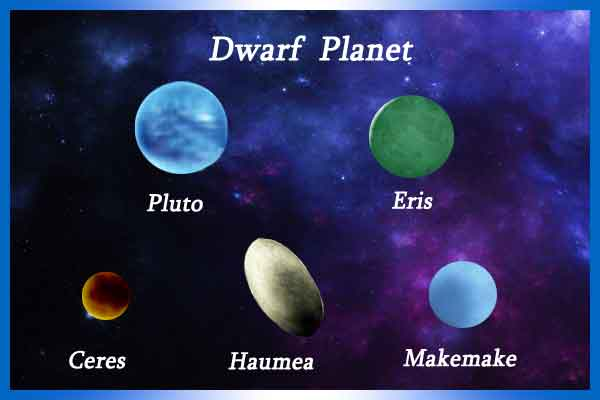 Dwarf Planet
Pluto
Eris
Ceres
Haumea
Makemake